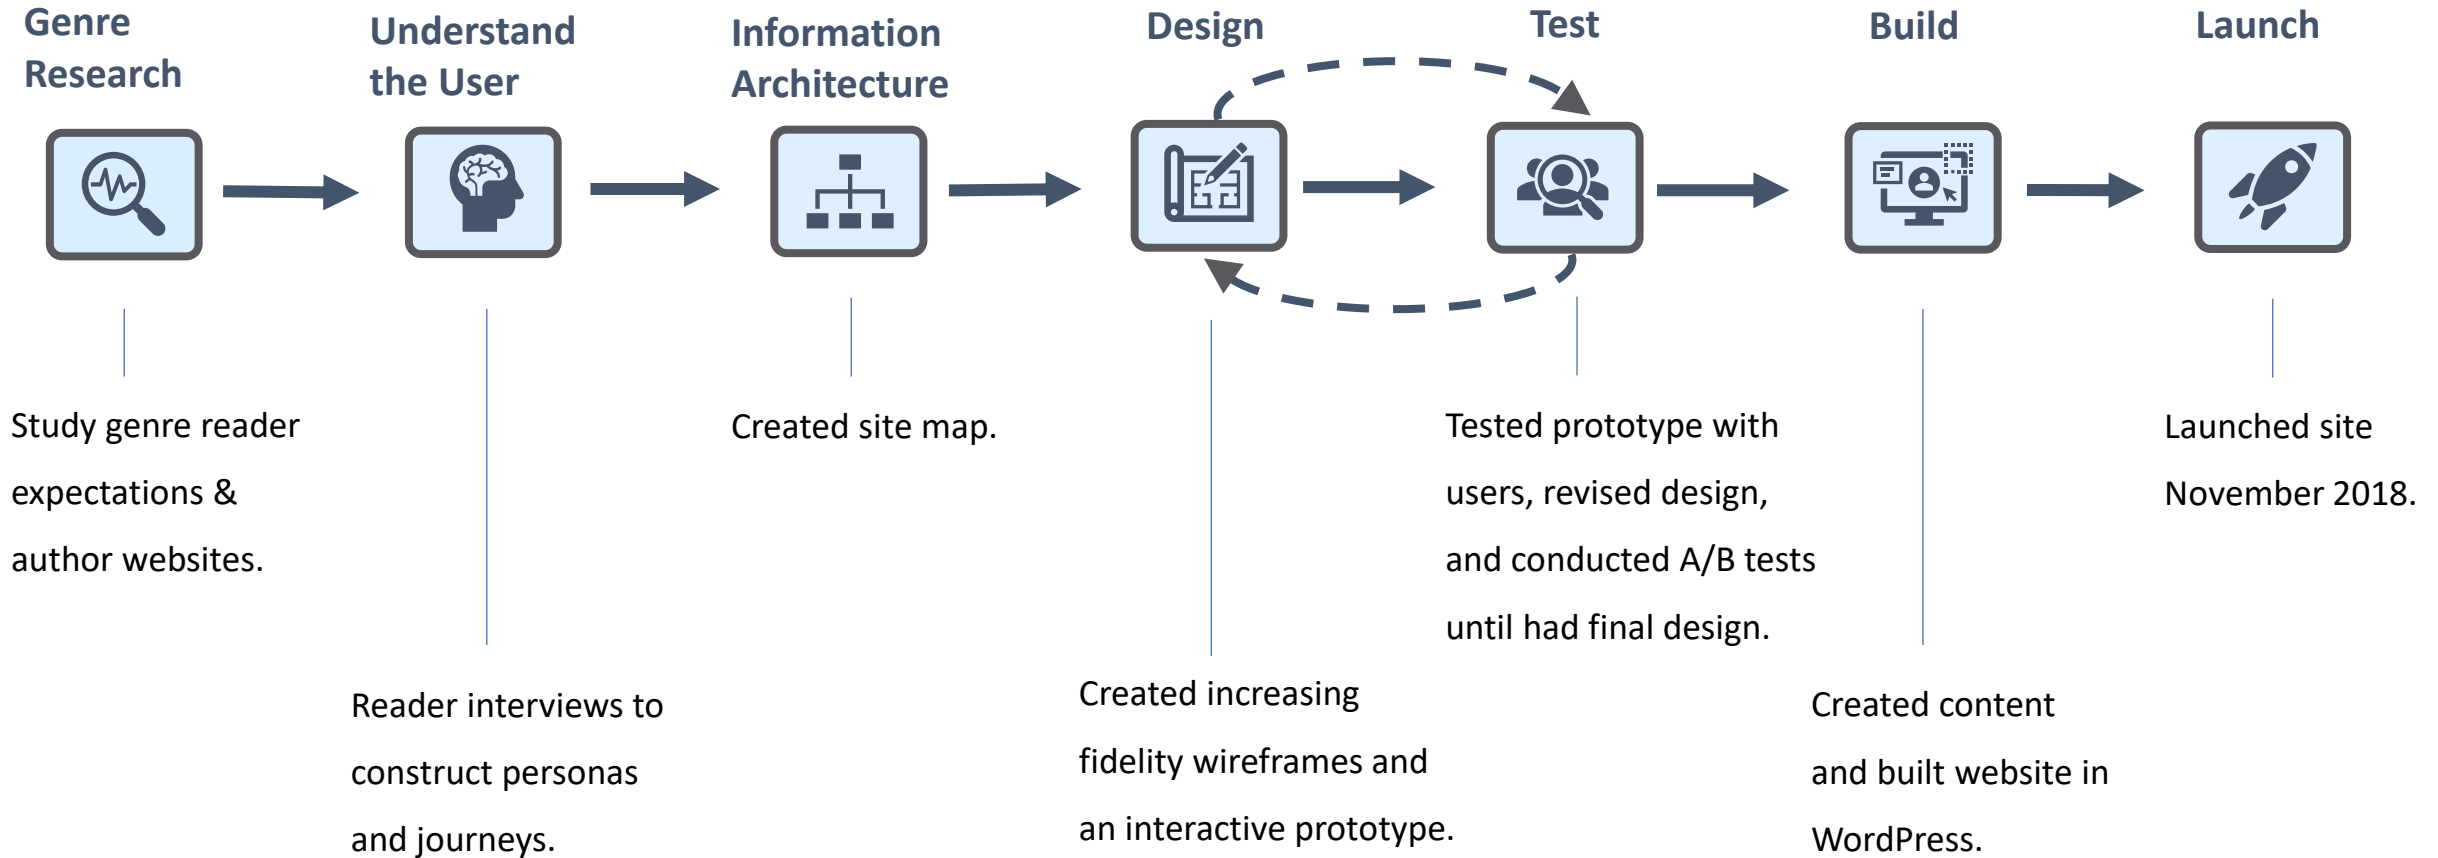 Genre
Research
Understand
the User
Information
Architecture
Design
Test
Build
Launch
Study genre reader
expectations &
author websites.
Reader interviews to
construct personas
and journeys.
Created site map.
Created increasing
fidelity wireframes and
an interactive prototype.
Tested prototype with
users, revised design,
and conducted A/B tests
until had final design.
Created content
and built website in
WordPress.
Launched site
November 2018.